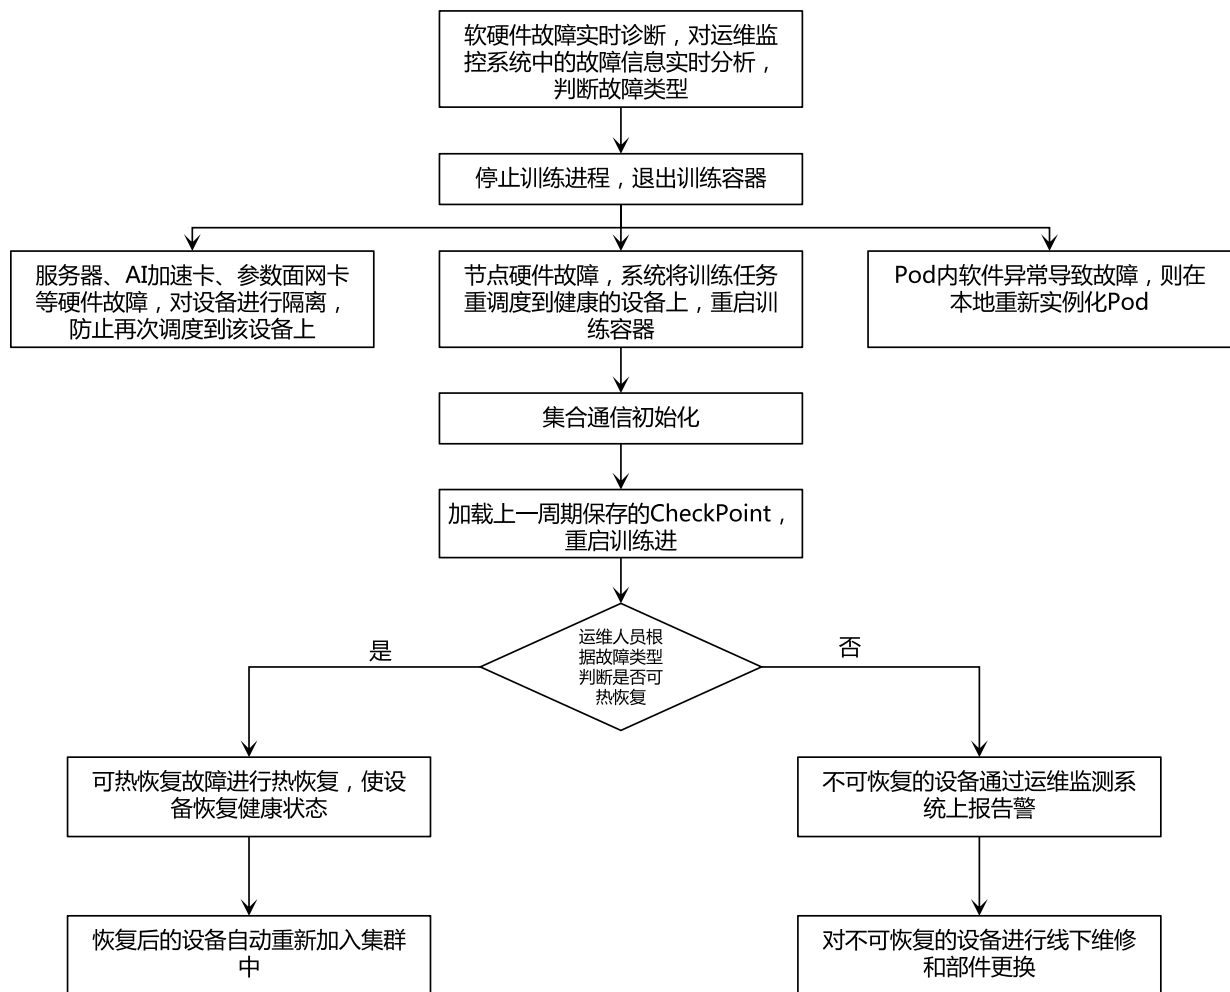 软硬件故障实时诊断，对运维监
控系统中的故障信息实时分析，
判断故障类型
停止训练进程，退出训练容器
服务器、AI加速卡、参数面网卡
等硬件故障，对设备进行隔离，
防止再次调度到该设备上
节点硬件故障，系统将训练任务
重调度到健康的设备上，重启训
练容器
Pod内软件异常导致故障，则在
本地重新实例化Pod
集合通信初始化
加载上一周期保存的CheckPoint，
重启训练进
运维人员根
据故障类型
判断是否可
热恢复
是
否
可热恢复故障进行热恢复，使设
备恢复健康状态
不可恢复的设备通过运维监测系
统上报告警
恢复后的设备自动重新加入集群
中
对不可恢复的设备进行线下维修
和部件更换